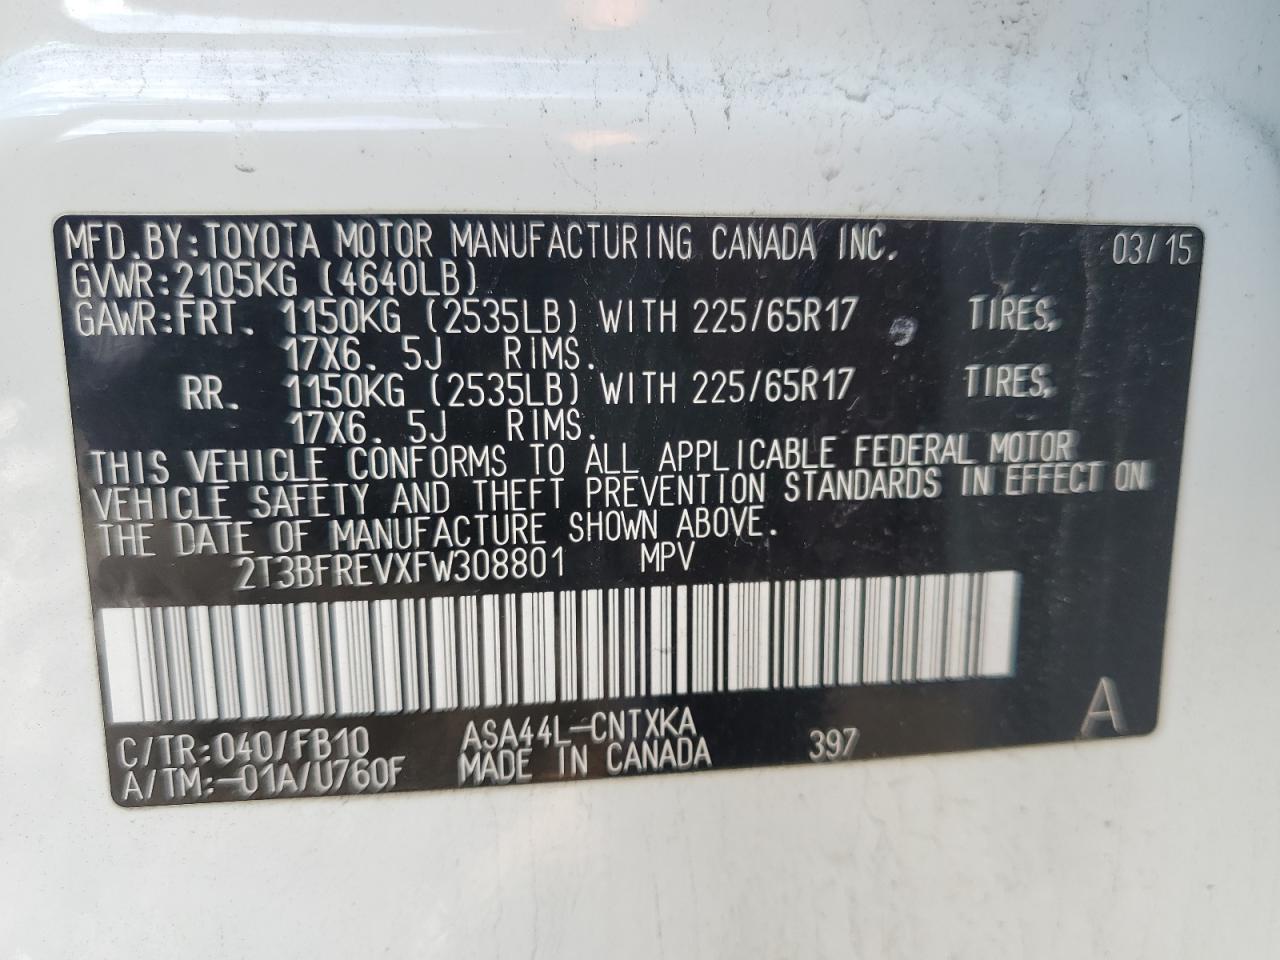 MFD.BY:TOYOTA MOTOR MANUFACTURING CANADA INC. 03/15
GVWR:2105KG (4640LB)
GAWR:FRT. 1150KG (2535LB) WITH 225/65R17 TIRES,
17X6. 5J RIMS.
RR. 1150KG (2535LB) WITH 225/65R17 TIRES,
17X6. 5J RIMS.
THIS VEHICLE CONFORMS TO ALL APPLICABLE FEDERAL MOTOR
VEHICLE SAFETY AND THEFT PREVENTION STANDARDS IN EFFECT ON
THE DATE OF MANUFACTURE SHOWN ABOVE.
2T3BFREVXFW308801 MPV
C/TR:040/FB10 ASA44L-CNTXKA 397 A
A/TM:-01A/U760F MADE IN CANADA